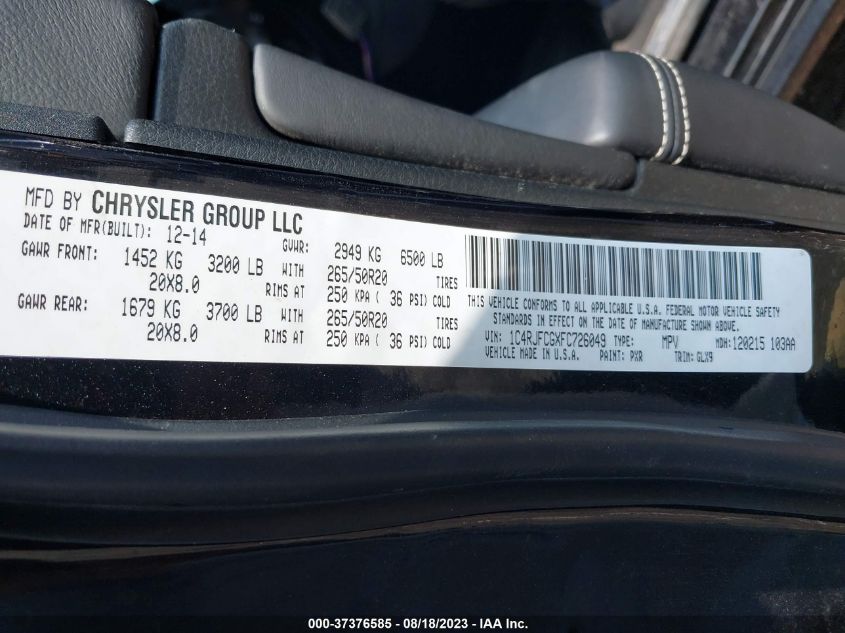 MFD BY CHRYSLER GROUP LLC
DATE OF MFR(BUILT): 12-14 GVWR: 2949 KG 6500 LB
GAWR FRONT: 1452 KG 3200 LB WITH 265/50R20 TIRES
20X8.0 RIMS AT 250 KPA ( 36 PSI) COLD
GAWR REAR: 1679 KG 3700 LB WITH 265/50R20 TIRES
20X8.0 RIMS AT 250 KPA ( 36 PSI) COLD
THIS VEHICLE CONFORMS TO ALL APPLICABLE U.S.A. FEDERAL MOTOR VEHICLE SAFETY
STANDARDS IN EFFECT ON THE DATE OF MANUFACTURE SHOWN ABOVE.
VIN: 1C4RJFCGXFC726049 TYPE: MPV MDH: 120215 103AA
VEHICLE MADE IN U.S.A. PAINT: PXR TRIM: GLX9
000-37376585 - 08/18/2023 - IAA Inc.